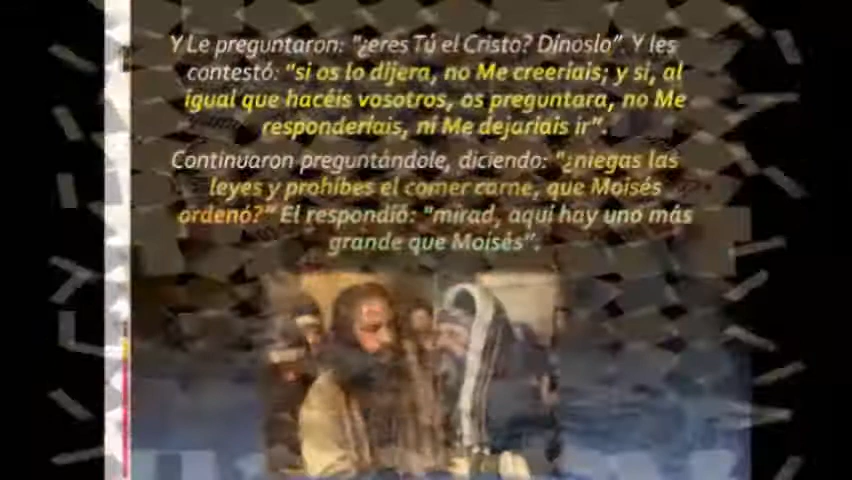 Y Le preguntaron: "¿eres Tú el Cristo? Dínoslo". Y les
contestó: "si os lo dijera, no Me creeríais; y si, al
igual que hacéis vosotros, os preguntara, no Me
responderíais, ni Me dejaríais ir".
Continuaron preguntándole, diciendo: "¿niegas las
leyes y prohíbes el comer carne, que Moisés
ordenó?" El respondió: "mirad, aquí hay uno más
grande que Moisés".